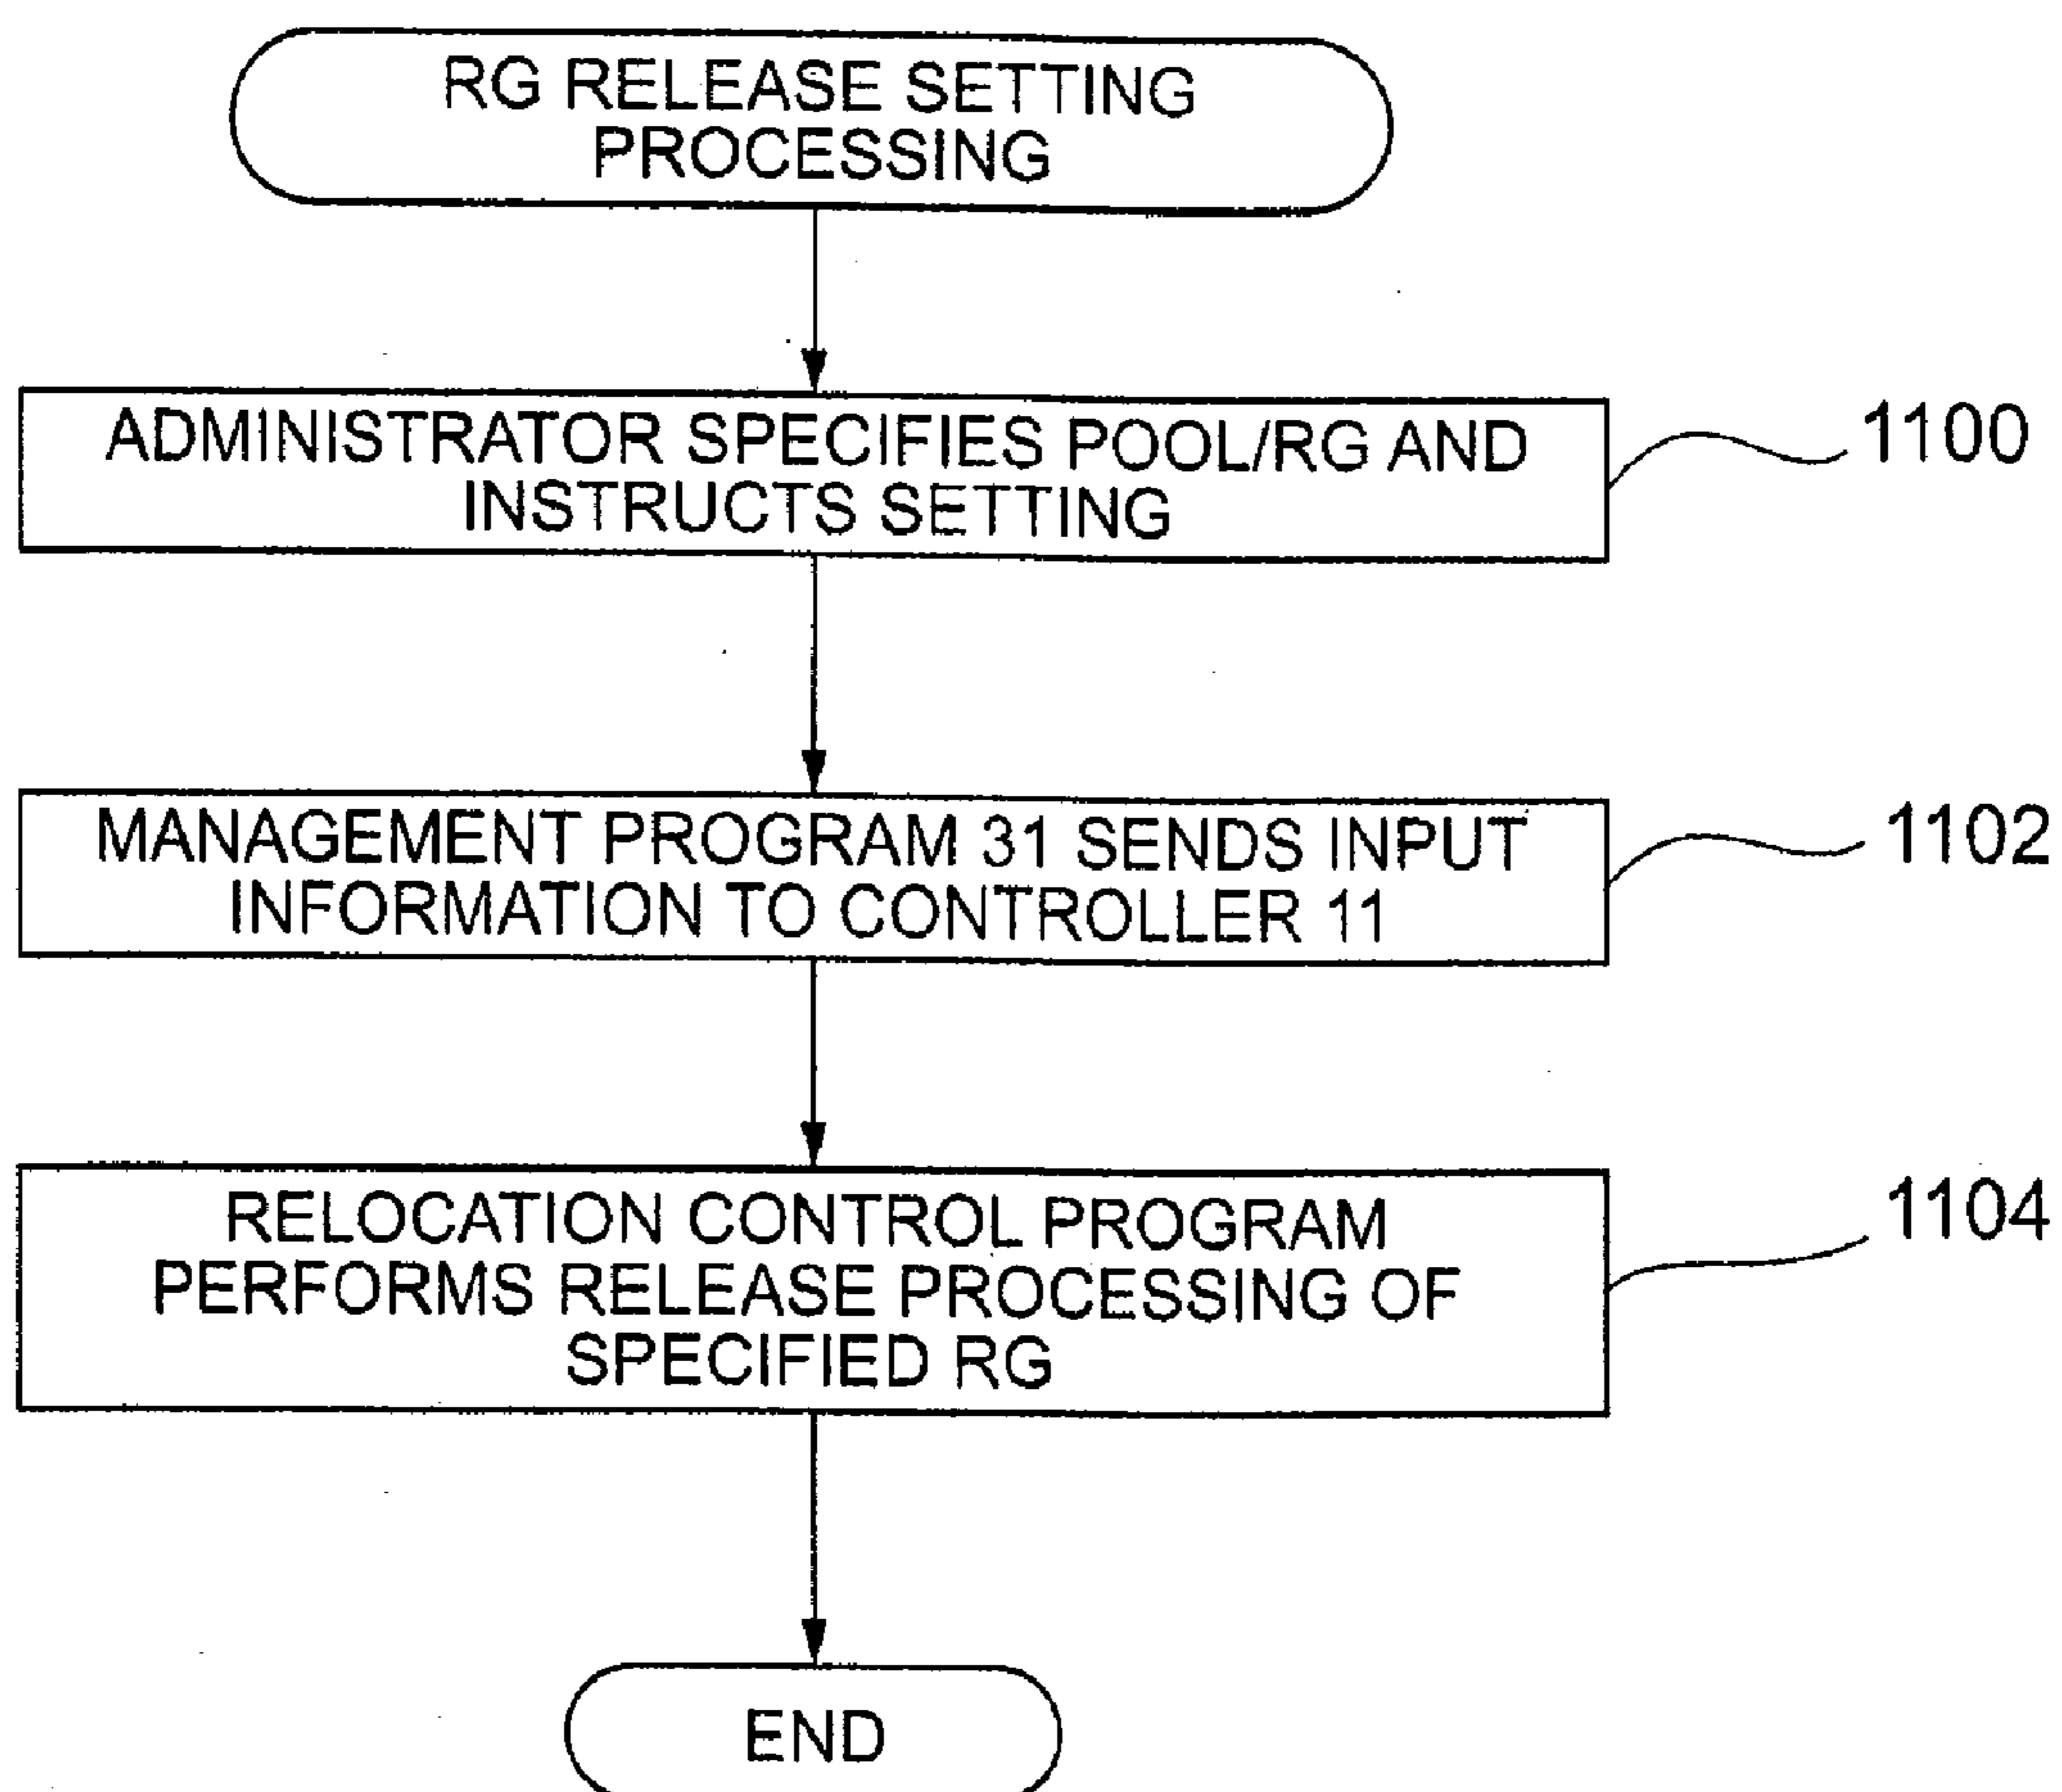 RG RELEASE SETTING
PROCESSING
ADMINISTRATOR SPECIFIES POOL/RG AND
INSTRUCTS SETTING
1100
MANAGEMENT PROGRAM 31 SENDS INPUT
INFORMATION TO CONTROLLER 11
1102
RELOCATION CONTROL PROGRAM
PERFORMS RELEASE PROCESSING OF
SPECIFIED RG
1104
END